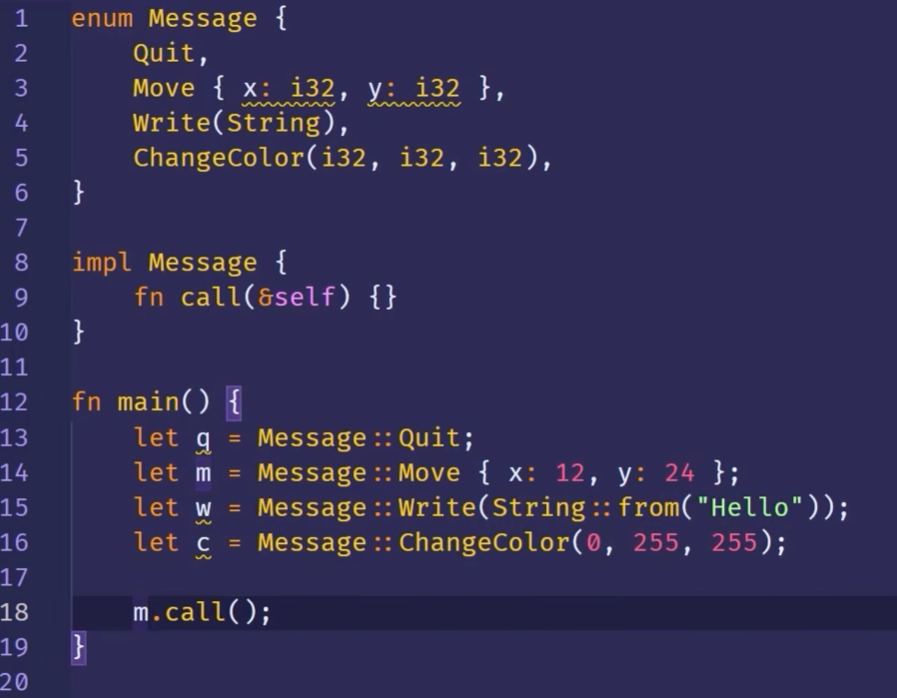 1 enum Message {
2     Quit,
3     Move { x: i32, y: i32 },
4     Write(String),
5     ChangeColor(i32, i32, i32),
6 }
7
8 impl Message {
9     fn call(&self) {}
10 }
11
12 fn main() {
13     let q = Message::Quit;
14     let m = Message::Move { x: 12, y: 24 };
15     let w = Message::Write(String::from("Hello"));
16     let c = Message::ChangeColor(0, 255, 255);
17
18     m.call();
19 }
20